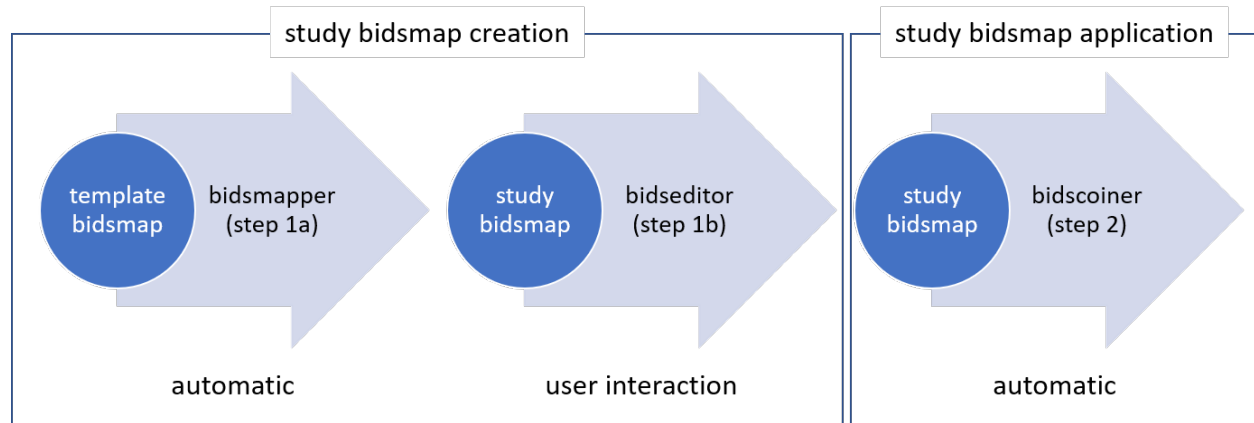 study bidsmap creation
study bidsmap application
template
bidsmap
bidsmapper
(step 1a)
study
bidsmap
bidseditor
(step 1b)
study
bidsmap
bidscoiner
(step 2)
automatic
user interaction
automatic